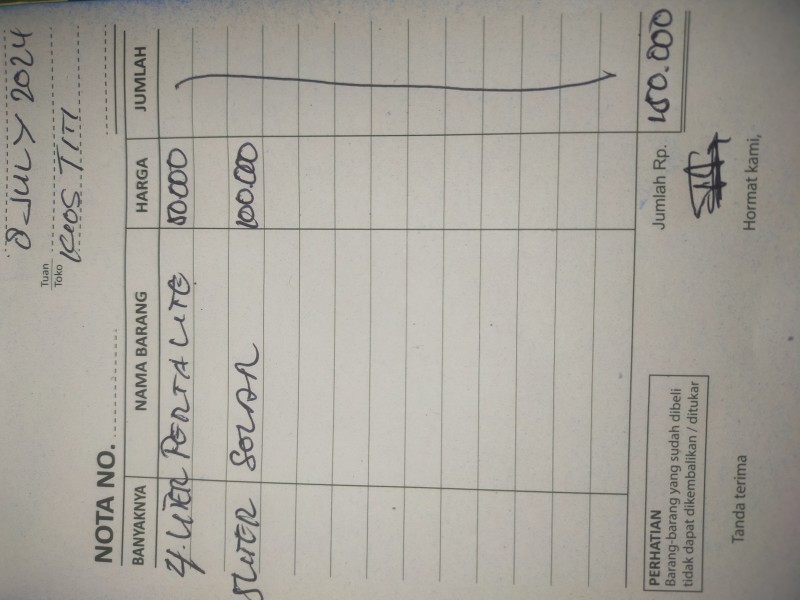 8 JULY 2024
Tuan
Toko KIOS TITI
NOTA NO.
BANYAKNYA NAMA BARANG HARGA JUMLAH
4 LITER PERTALITE 50.000
5 LITER SOLAR 100.000
Jumlah Rp. 150.000
PERHATIAN
Barang-barang yang sudah dibeli
tidak dapat dikembalikan / ditukar
Tanda terima Hormat kami,